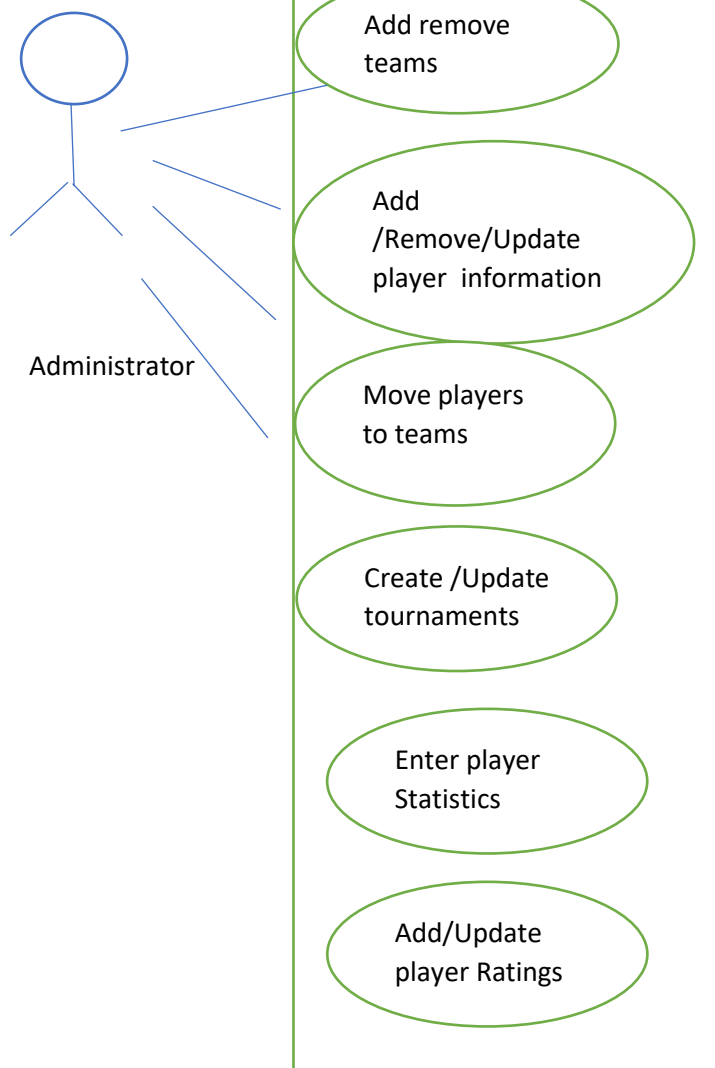 Add remove
teams
Add
/Remove/Update
player  information
Administrator
Move players
to teams
Create /Update
tournaments
Enter player
Statistics
Add/Update
player Ratings